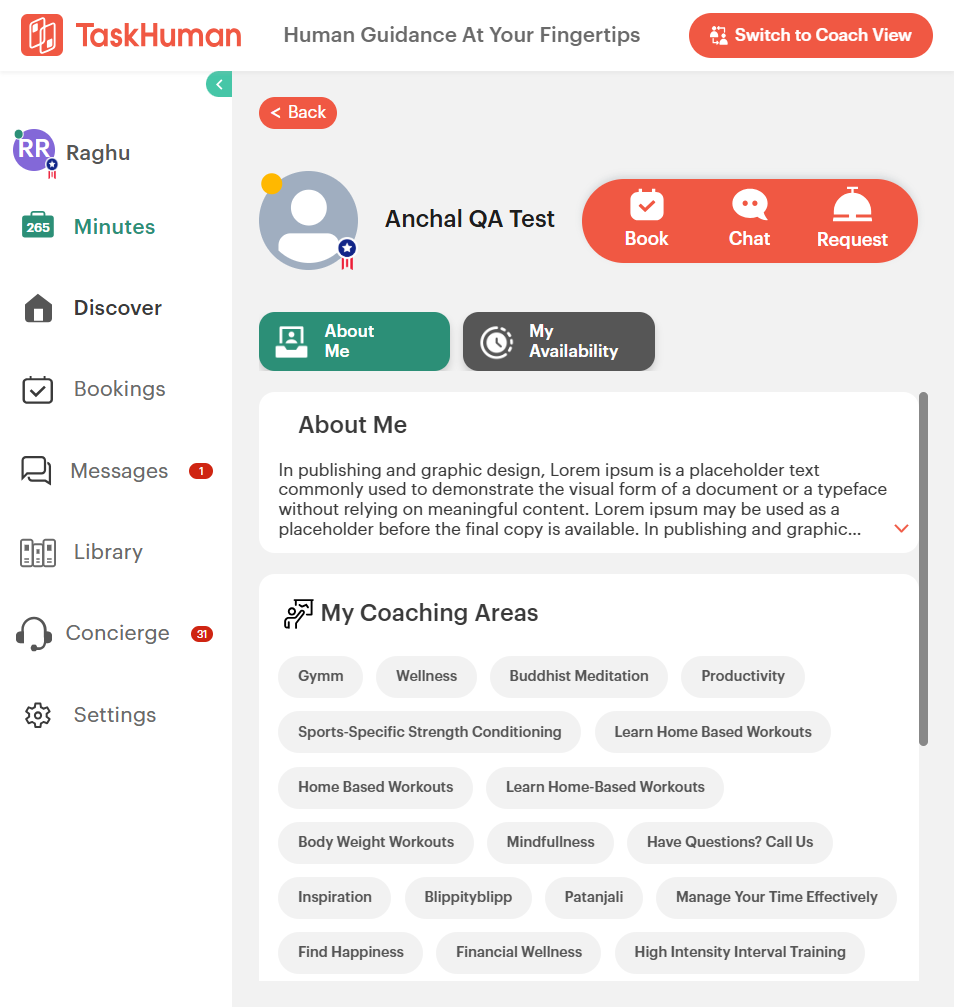 TaskHuman
Human Guidance At Your Fingertips
Switch to Coach View
< Back
RR
Raghu
265
Minutes
Discover
Bookings
Messages
1
Library
Concierge
31
Settings
Anchal QA Test
Book
Chat
Request
About
Me
My
Availability
About Me
In publishing and graphic design, Lorem ipsum is a placeholder text
commonly used to demonstrate the visual form of a document or a typeface
without relying on meaningful content. Lorem ipsum may be used as a
placeholder before the final copy is available. In publishing and graphic...
My Coaching Areas
Gymm
Wellness
Buddhist Meditation
Productivity
Sports-Specific Strength Conditioning
Learn Home Based Workouts
Home Based Workouts
Learn Home-Based Workouts
Body Weight Workouts
Mindfullness
Have Questions? Call Us
Inspiration
Blippityblipp
Patanjali
Manage Your Time Effectively
Find Happiness
Financial Wellness
High Intensity Interval Training